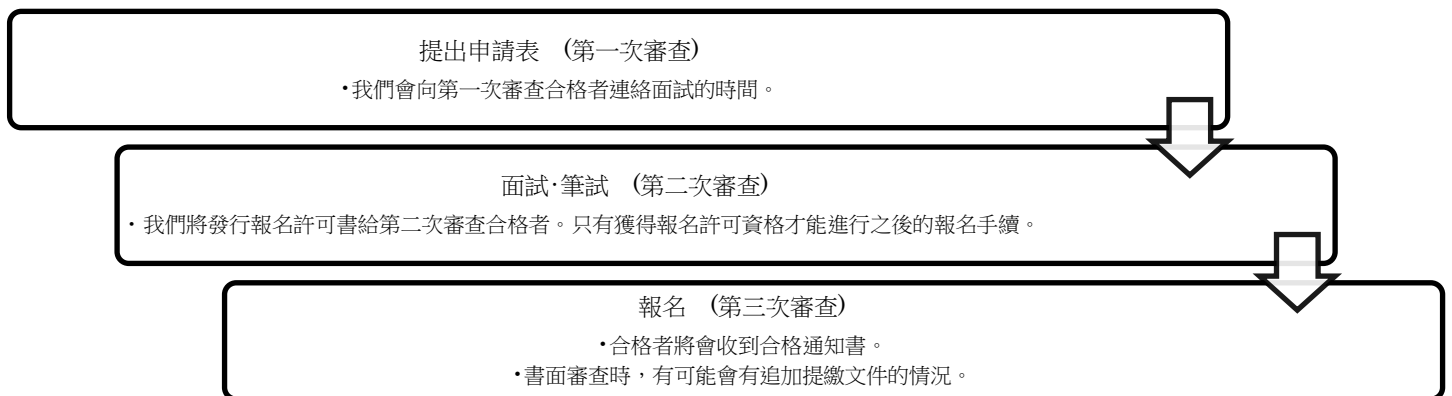 提出申請表 (第一次審查)
・我們會向第一次審查合格者連絡面試的時間。
面試·筆試 (第二次審查)
・我們將發行報名許可書給第二次審查合格者。只有獲得報名許可資格才能進行之後的報名手續。
報名 (第三次審查)
・合格者將會收到合格通知書。
・書面審查時，有可能會有追加提繳文件的情況。